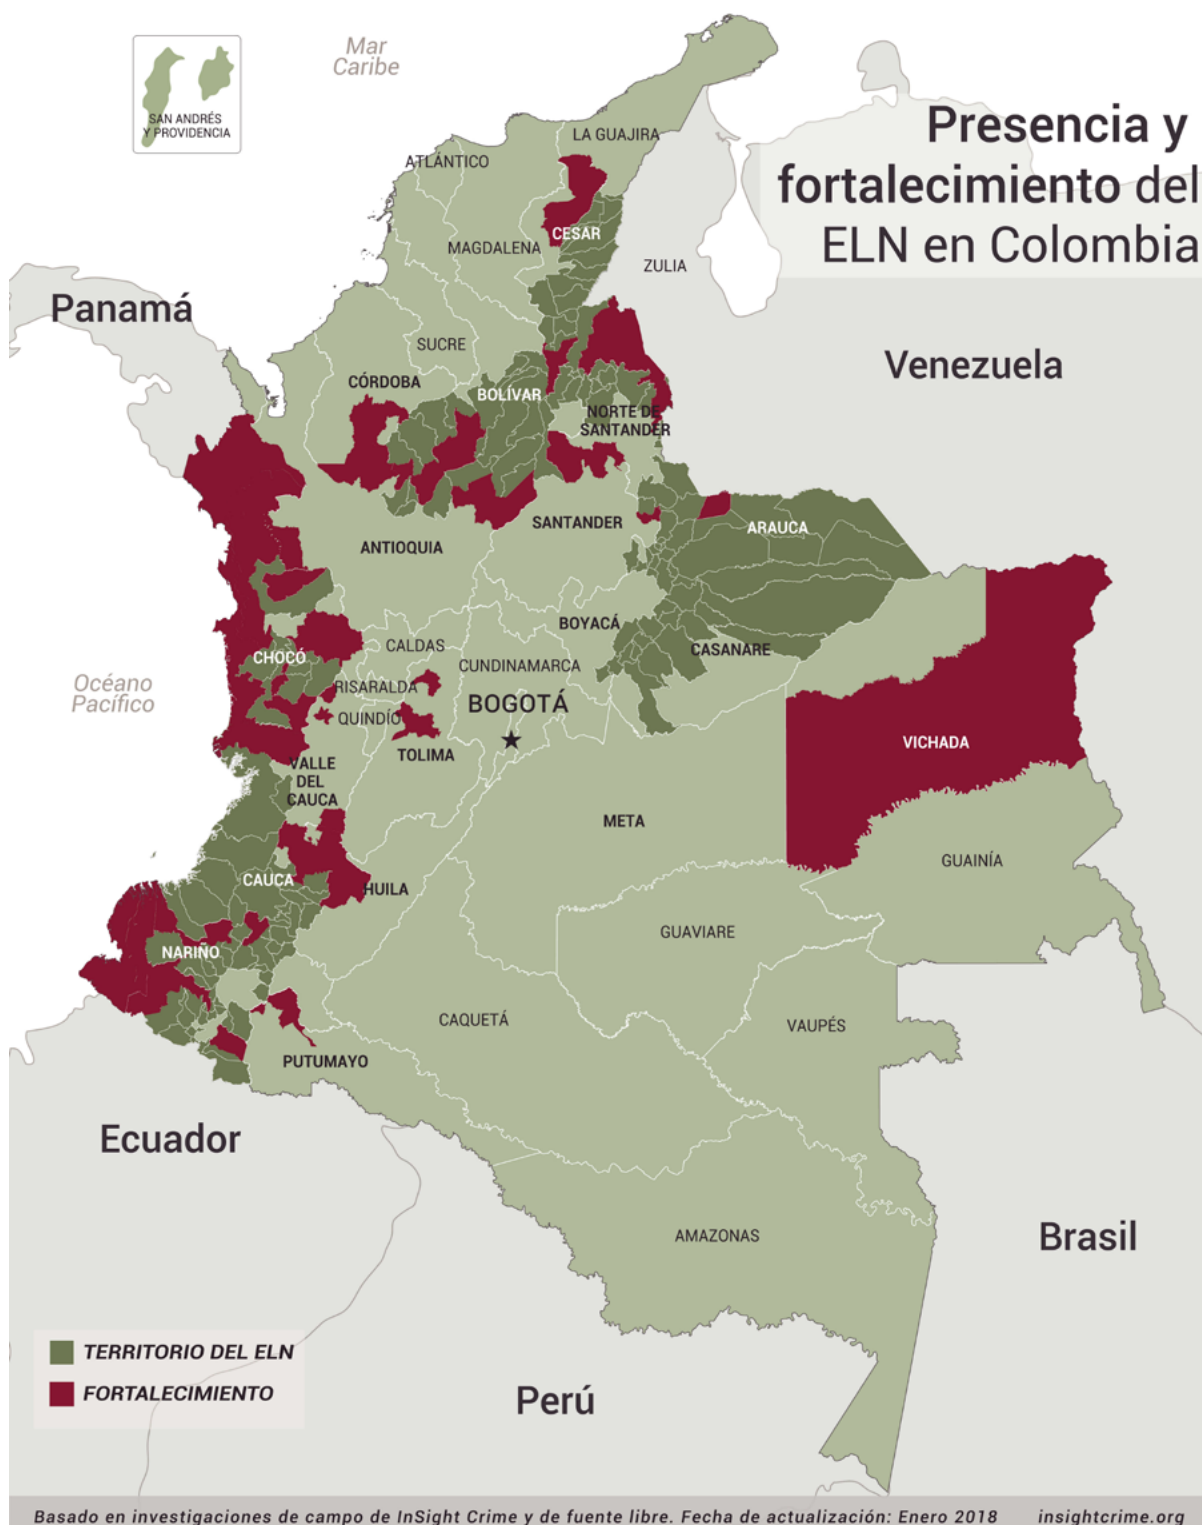 Mar
Caribe
SAN ANDRÉS
Y PROVIDENCIA
Presencia y
fortalecimiento del
ELN en Colombia
LA GUAJIRA
ATLÁNTICO
CESAR
MAGDALENA
ZULIA
Panamá
SUCRE
Venezuela
CÓRDOBA
BOLÍVAR
NORTE DE
SANTANDER
SANTANDER
ARAUCA
ANTIOQUIA
BOYACÁ
CALDAS
CASANARE
CHOCÓ
CUNDINAMARCA
Océano
Pacífico
RISARALDA
BOGOTÁ
QUINDÍO
TOLIMA
VICHADA
VALLE
DEL
CAUCA
META
GUAINÍA
CAUCA
HUILA
GUAVIARE
NARIÑO
CAQUETÁ
VAUPÉS
PUTUMAYO
Ecuador
AMAZONAS
Brasil
TERRITORIO DEL ELN
FORTALECIMIENTO
Perú
Basado en investigaciones de campo de InSight Crime y de fuente libre. Fecha de actualización: Enero 2018 insightcrime.org